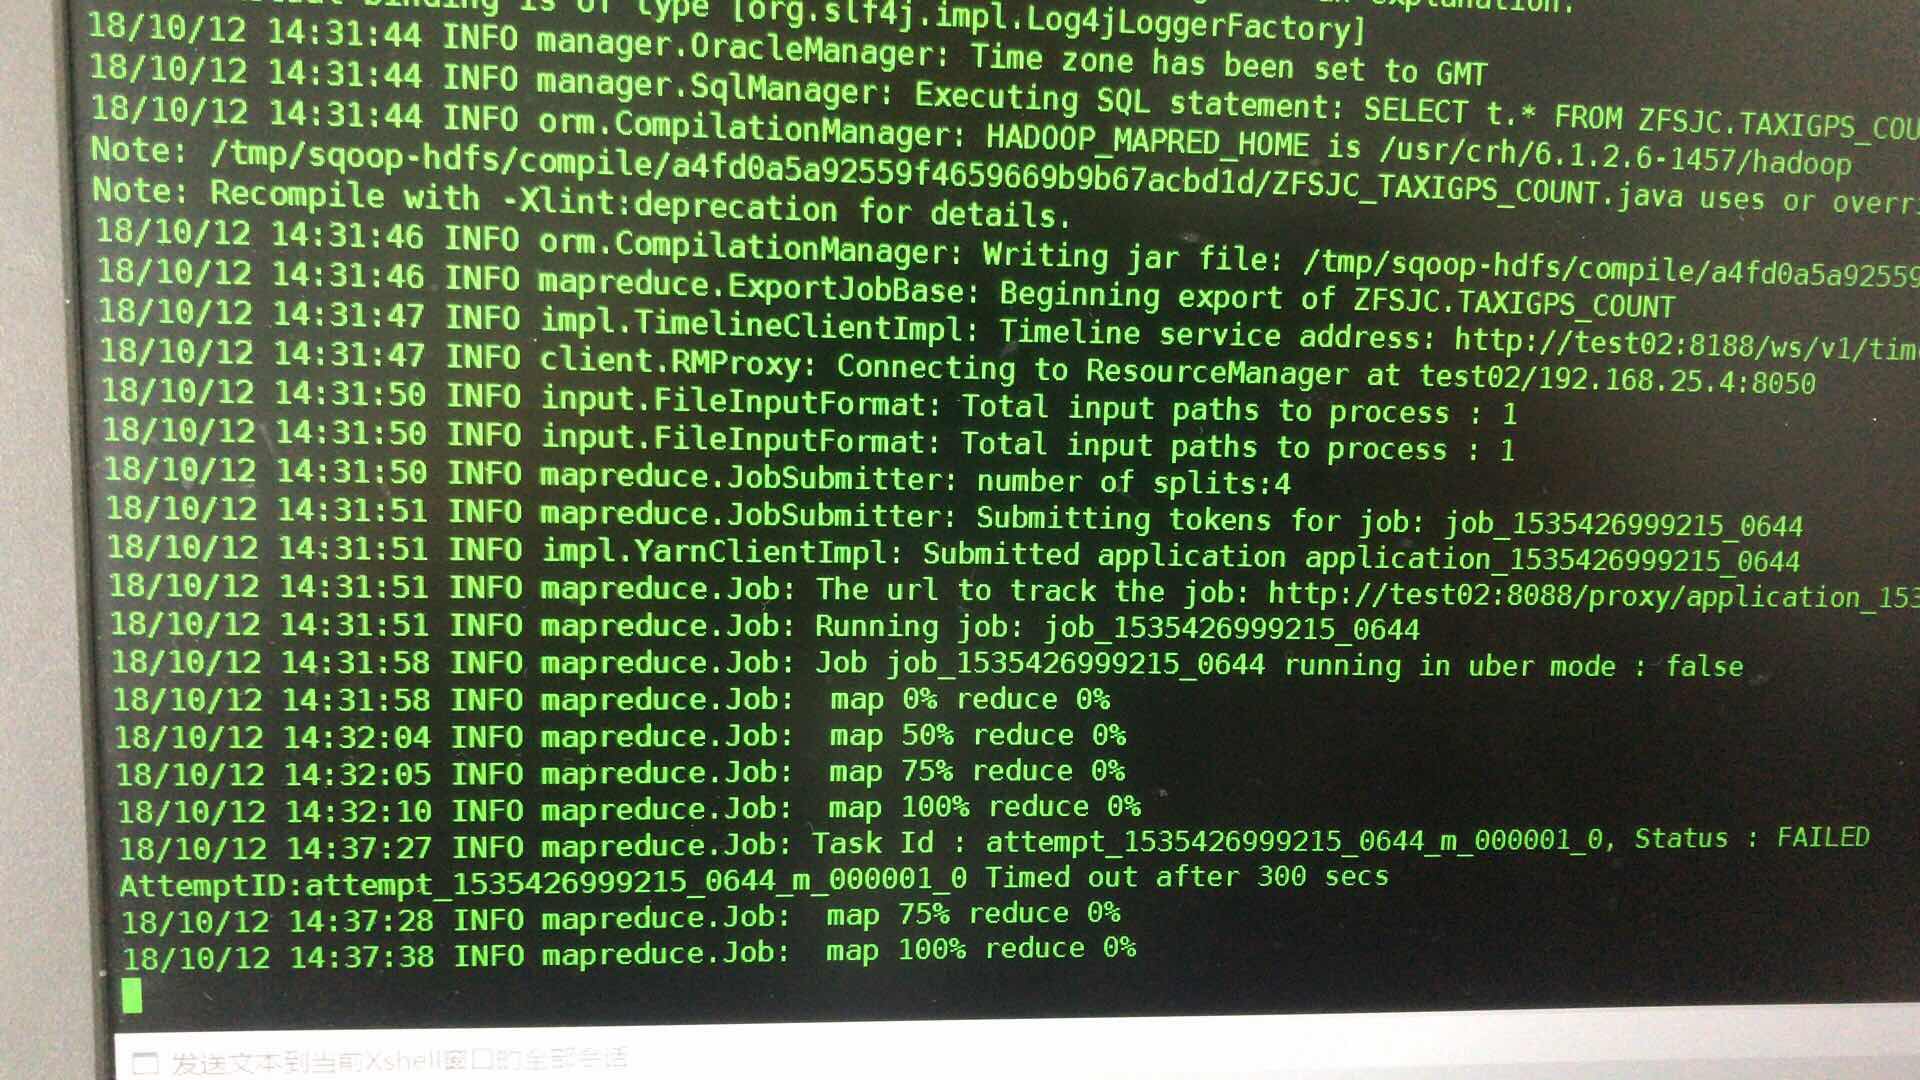 binding is of type [org.slf4j.impl.Log4jLoggerFactory]
explanation.
18/10/12 14:31:44 INFO manager.OracleManager: Time zone has been set to GMT
18/10/12 14:31:44 INFO manager.SqlManager: Executing SQL statement: SELECT t.* FROM ZFSJC.TAXIGPS_COU
18/10/12 14:31:44 INFO orm.CompilationManager: HADOOP_MAPRED_HOME is /usr/crh/6.1.2.6-1457/hadoop
Note: /tmp/sqoop-hdfs/compile/a4fd0a5a92559f4659669b9b67acbd1d/ZFSJC_TAXIGPS_COUNT.java uses or overr
Note: Recompile with -Xlint:deprecation for details.
18/10/12 14:31:46 INFO orm.CompilationManager: Writing jar file: /tmp/sqoop-hdfs/compile/a4fd0a5a92559
18/10/12 14:31:46 INFO mapreduce.ExportJobBase: Beginning export of ZFSJC.TAXIGPS_COUNT
18/10/12 14:31:47 INFO impl.TimelineClientImpl: Timeline service address: http://test02:8188/ws/v1/tim
18/10/12 14:31:47 INFO client.RMProxy: Connecting to ResourceManager at test02/192.168.25.4:8050
18/10/12 14:31:50 INFO input.FileInputFormat: Total input paths to process : 1
18/10/12 14:31:50 INFO input.FileInputFormat: Total input paths to process : 1
18/10/12 14:31:50 INFO mapreduce.JobSubmitter: number of splits:4
18/10/12 14:31:51 INFO mapreduce.JobSubmitter: Submitting tokens for job: job_1535426999215_0644
18/10/12 14:31:51 INFO impl.YarnClientImpl: Submitted application application_1535426999215_0644
18/10/12 14:31:51 INFO mapreduce.Job: The url to track the job: http://test02:8088/proxy/application_153
18/10/12 14:31:51 INFO mapreduce.Job: Running job: job_1535426999215_0644
18/10/12 14:31:58 INFO mapreduce.Job: Job job_1535426999215_0644 running in uber mode : false
18/10/12 14:31:58 INFO mapreduce.Job:  map 0% reduce 0%
18/10/12 14:32:04 INFO mapreduce.Job:  map 50% reduce 0%
18/10/12 14:32:05 INFO mapreduce.Job:  map 75% reduce 0%
18/10/12 14:32:10 INFO mapreduce.Job:  map 100% reduce 0%
18/10/12 14:37:27 INFO mapreduce.Job: Task Id : attempt_1535426999215_0644_m_000001_0, Status : FAILED
AttemptID:attempt_1535426999215_0644_m_000001_0 Timed out after 300 secs
18/10/12 14:37:28 INFO mapreduce.Job:  map 75% reduce 0%
18/10/12 14:37:38 INFO mapreduce.Job:  map 100% reduce 0%
发送文本到当前Xshell窗口的全部会话